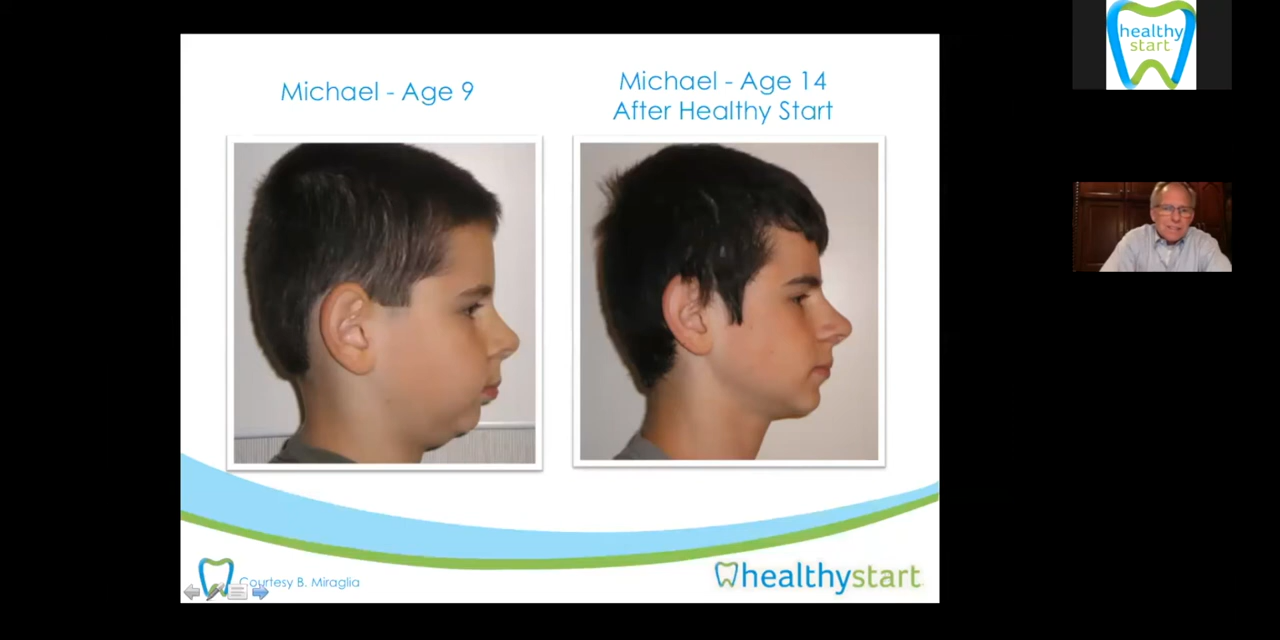 Michael - Age 9
Michael - Age 14
After Healthy Start
Courtesy B. Miraglia
healthystart
healthy
start